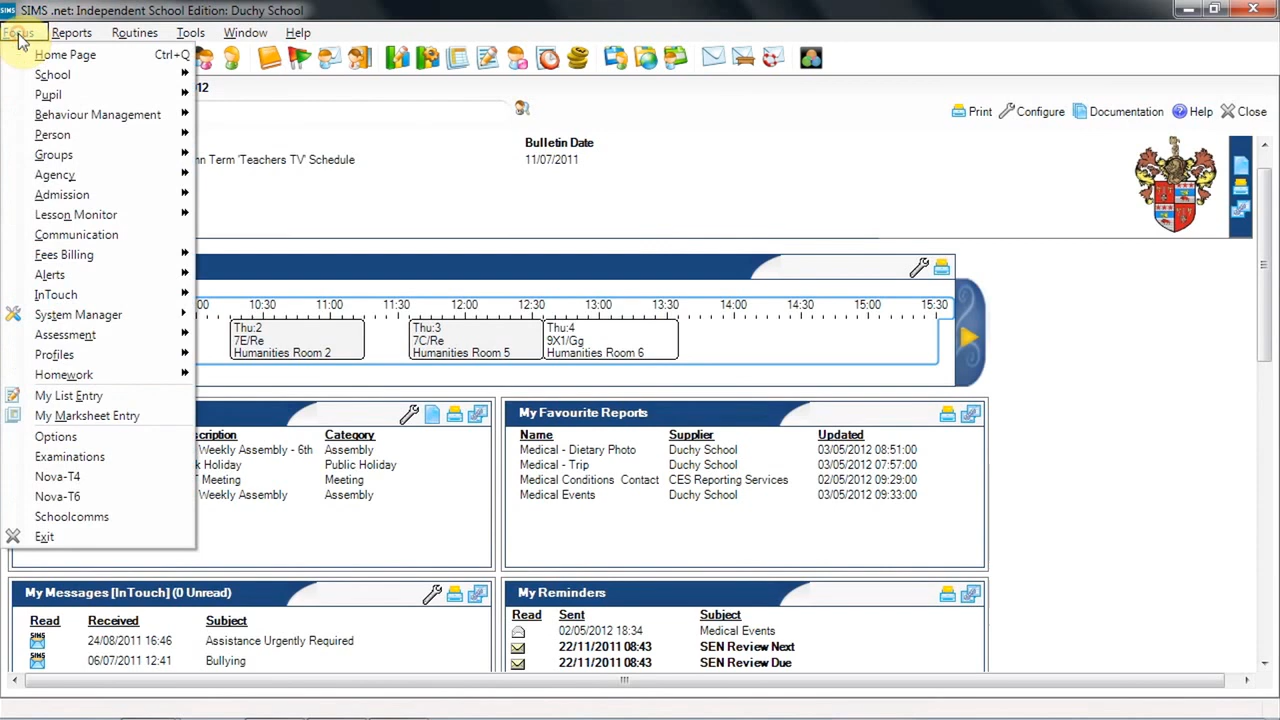 SIMS SIMS .net: Independent School Edition: Duchy School
Focus Reports Routines Tools Window Help
Home Page Ctrl+Q
School
Pupil
Behaviour Management
Person
Groups
Agency
Admission
Lesson Monitor
Communication
Fees Billing
Alerts
InTouch
System Manager
Assessment
Profiles
Homework
My List Entry
My Marksheet Entry
Options
Examinations
Nova-T4
Nova-T6
Schoolcomms
Exit
12
Print Configure Documentation Help Close
Bulletin Date
n Term 'Teachers TV' Schedule 11/07/2011
00 10:30 11:00 11:30 12:00 12:30 13:00 13:30 14:00 14:30 15:00 15:30
Thu:2
7E/Re
Humanities Room 2
Thu:3
7C/Re
Humanities Room 5
Thu:4
9X1/Gg
Humanities Room 6
cription Category
Weekly Assembly - 6th Assembly
k Holiday Public Holiday
Meeting Meeting
Weekly Assembly Assembly
My Favourite Reports
Name Supplier Updated
Medical - Dietary Photo Duchy School 03/05/2012 08:51:00
Medical - Trip Duchy School 03/05/2012 07:57:00
Medical Conditions Contact CES Reporting Services 02/05/2012 09:29:00
Medical Events Duchy School 03/05/2012 09:33:00
My Messages [InTouch] (0 Unread)
Read Received Subject
SIMS 24/08/2011 16:46 Assistance Urgently Required
SIMS 06/07/2011 12:41 Bullying
My Reminders
Read Sent Subject
02/05/2012 18:34 Medical Events
22/11/2011 08:43 SEN Review Next
22/11/2011 08:43 SEN Review Due